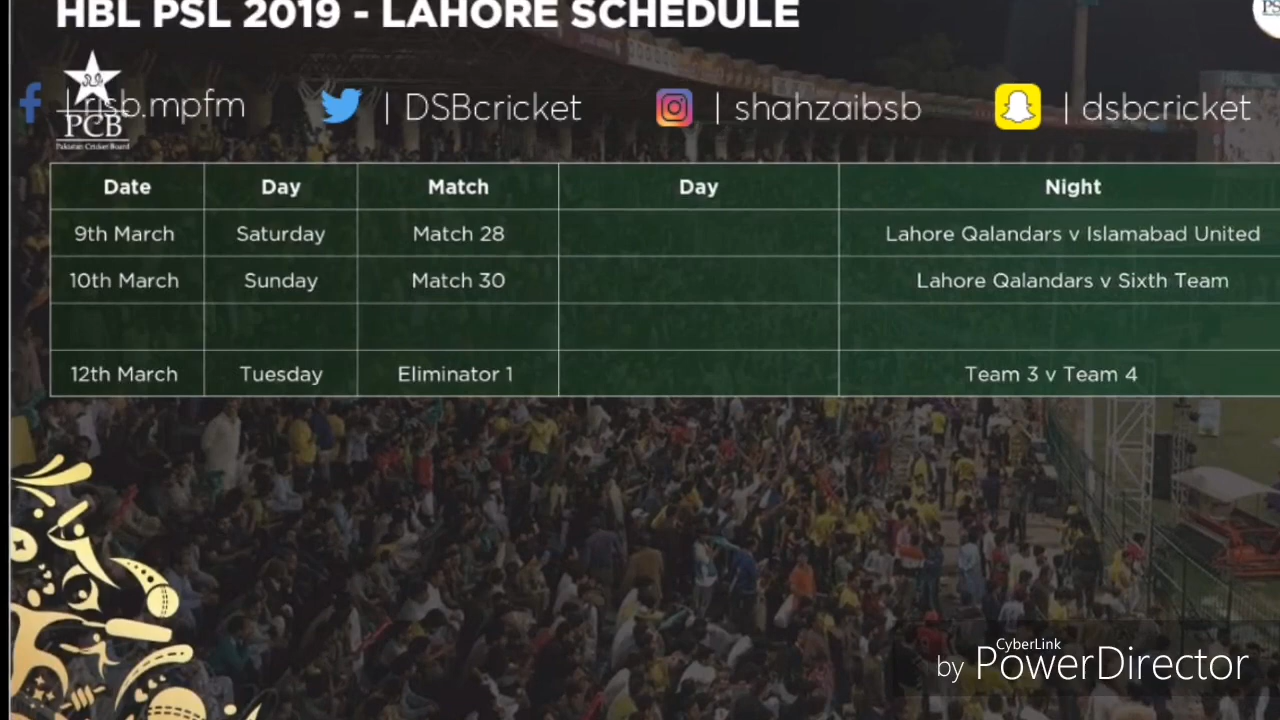 HBL PSL 2019 - LAHORE SCHEDULE
sb.mpfm | DSBcricket | shahzaibsb | dsbcricket
PCB
Pakistan Cricket Board
Date Day Match Day Night
9th March Saturday Match 28 Lahore Qalandars v Islamabad United
10th March Sunday Match 30 Lahore Qalandars v Sixth Team
12th March Tuesday Eliminator 1 Team 3 v Team 4
CyberLink
by PowerDirector